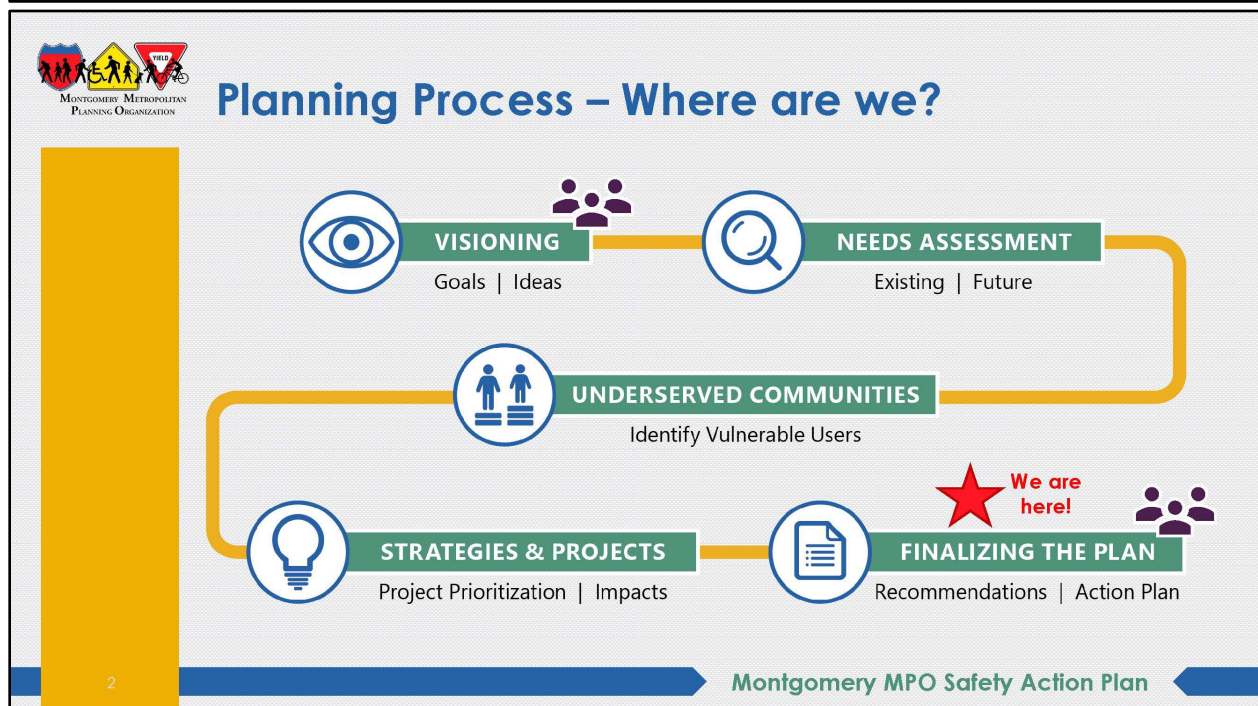 YIELD
MONTGOMERY METROPOLITAN
PLANNING ORGANIZATION
Planning Process – Where are we?
VISIONING
Goals | Ideas
NEEDS ASSESSMENT
Existing | Future
UNDERSERVED COMMUNITIES
Identify Vulnerable Users
STRATEGIES & PROJECTS
Project Prioritization | Impacts
We are
here!
FINALIZING THE PLAN
Recommendations | Action Plan
2
Montgomery MPO Safety Action Plan